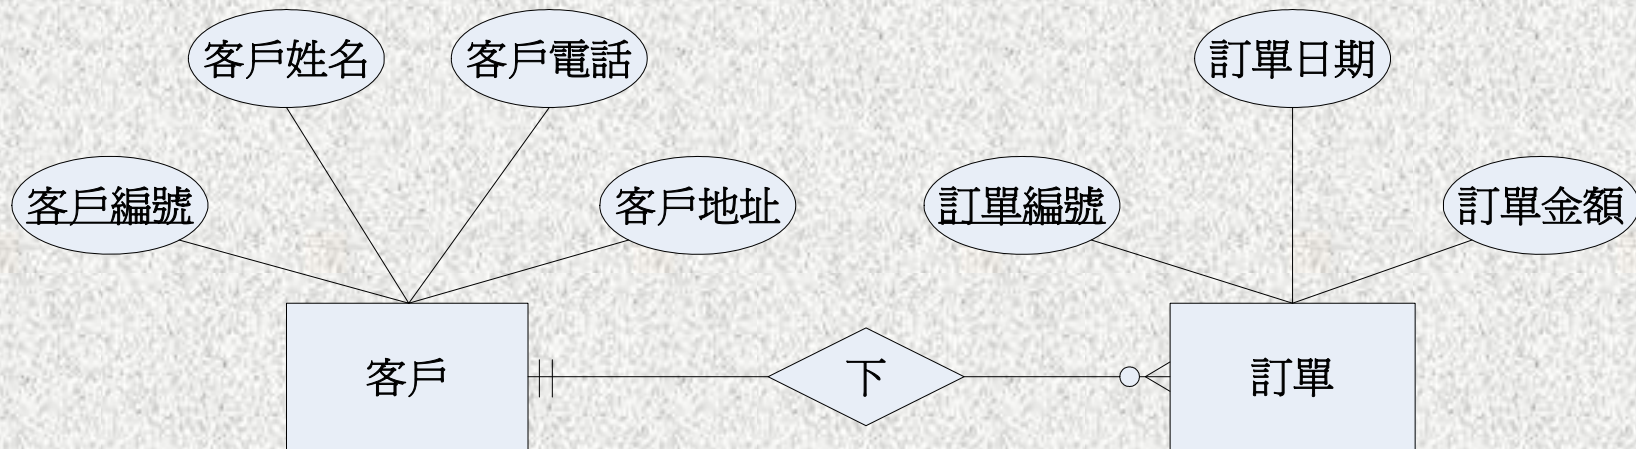 客戶姓名
客戶電話
訂單日期
客戶編號
客戶地址
訂單編號
訂單金額
客戶
下
訂單